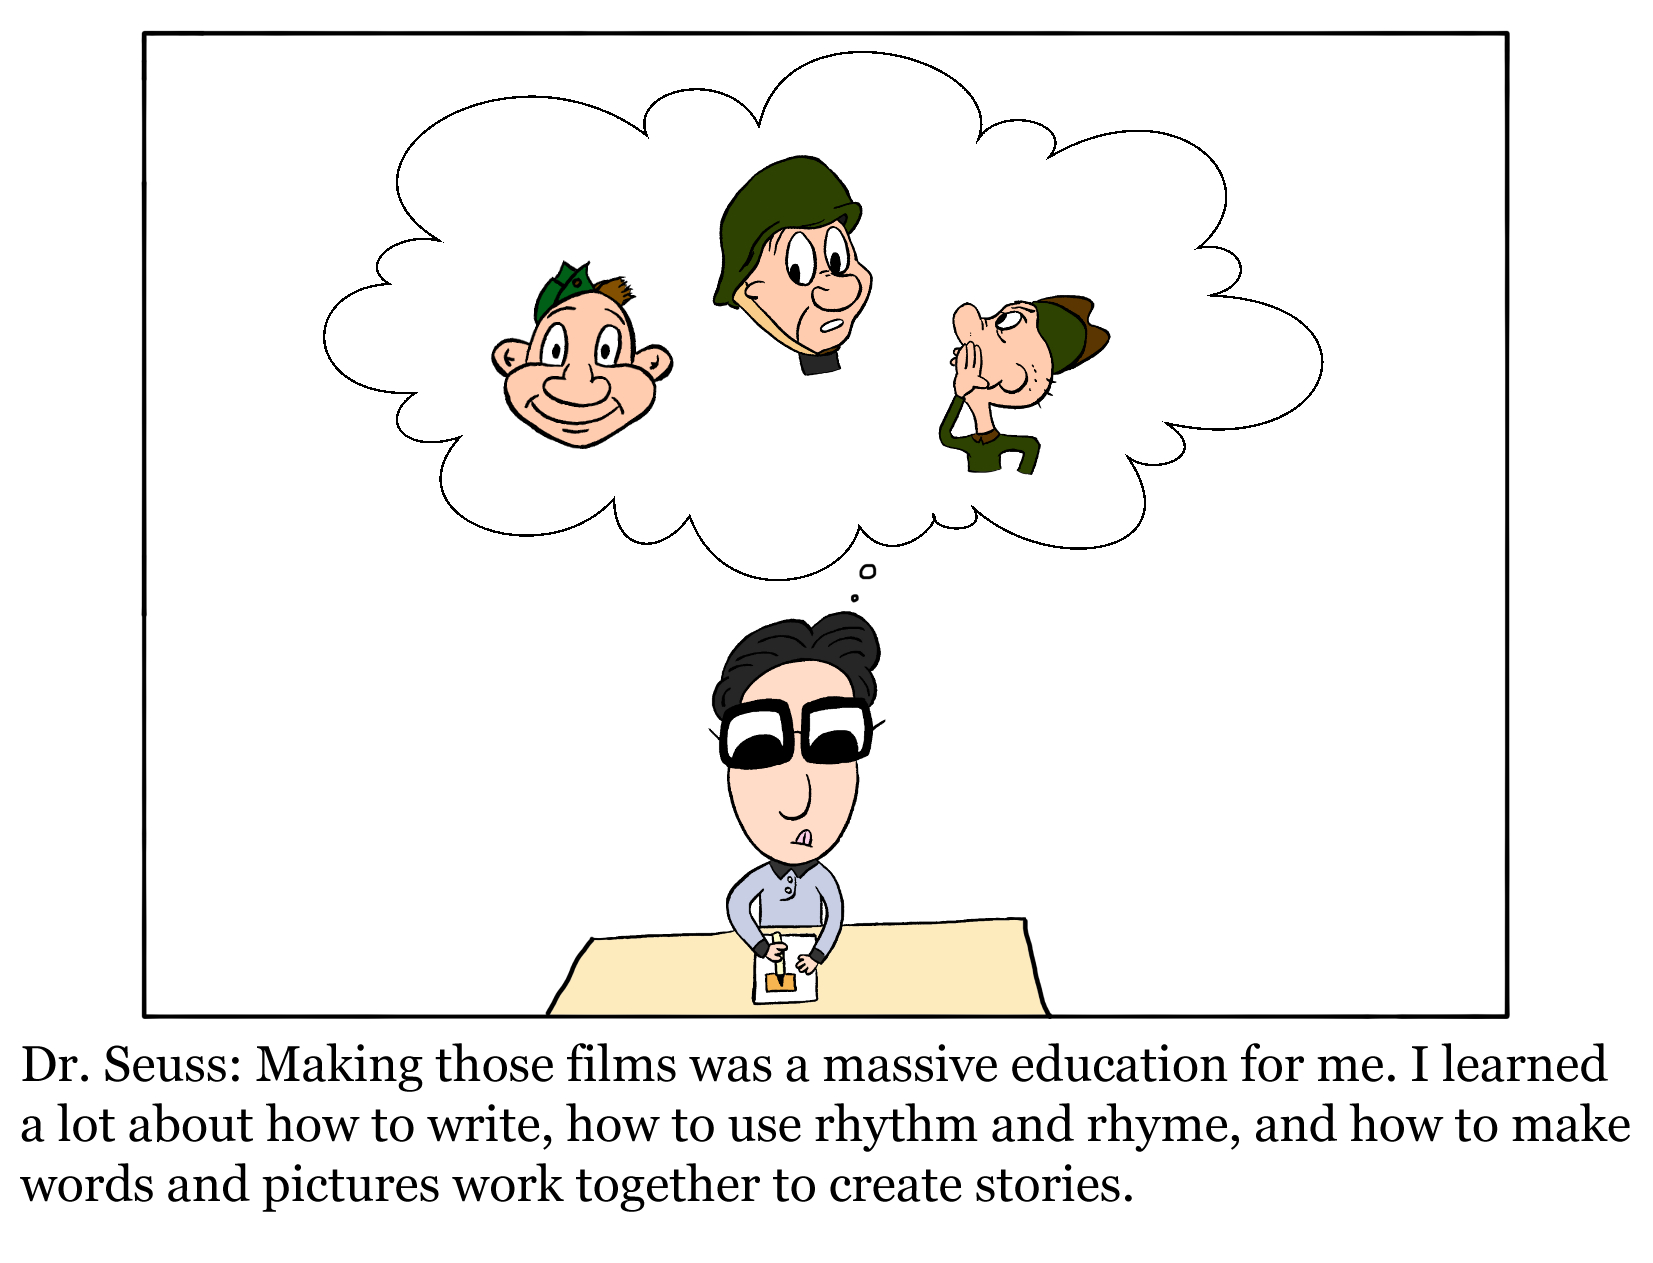 Dr. Seuss: Making those films was a massive education for me. I learned
a lot about how to write, how to use rhythm and rhyme, and how to make
words and pictures work together to create stories.